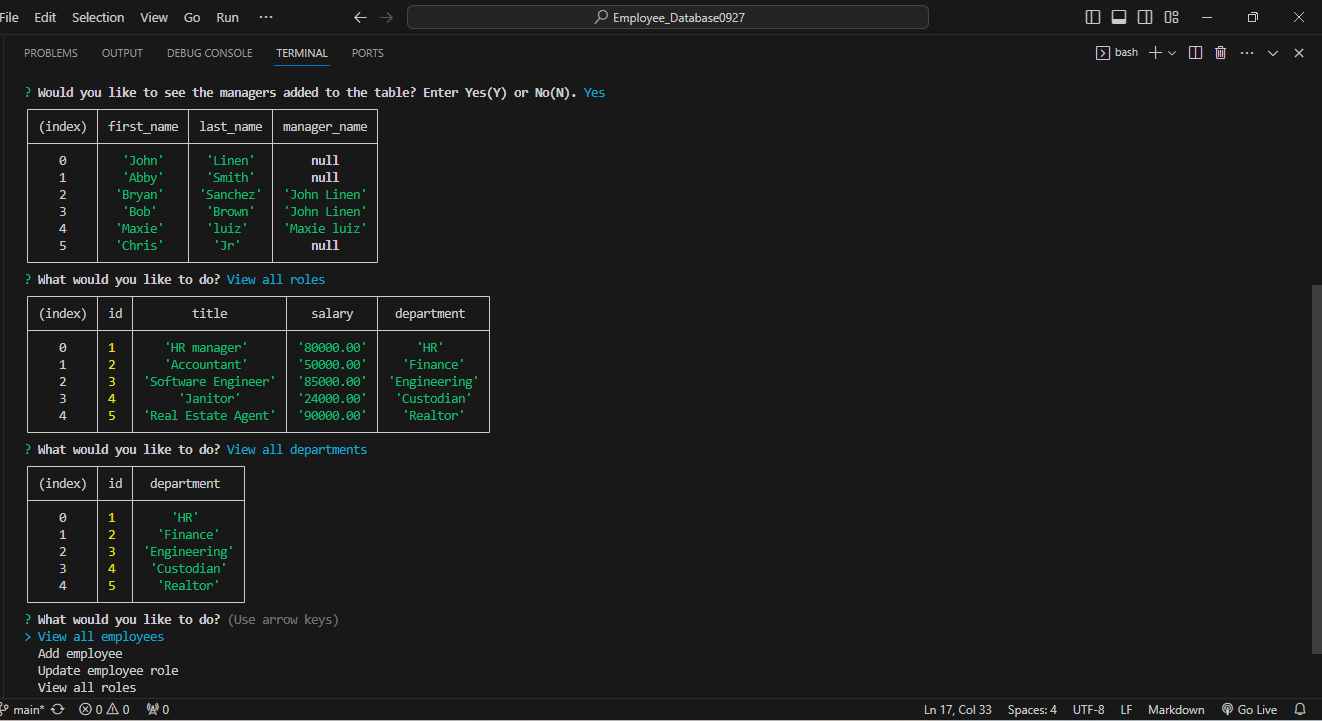 File Edit Selection View Go Run ··· ← → Employee_Database0927
PROBLEMS OUTPUT DEBUG CONSOLE TERMINAL PORTS bash
? Would you like to see the managers added to the table? Enter Yes(Y) or No(N). Yes
(index) first_name last_name manager_name
0 'John' 'Linen' null
1 'Abby' 'Smith' null
2 'Bryan' 'Sanchez' 'John Linen'
3 'Bob' 'Brown' 'John Linen'
4 'Maxie' 'luiz' 'Maxie luiz'
5 'Chris' 'Jr' null
? What would you like to do? View all roles
(index) id title salary department
0 1 'HR manager' '80000.00' 'HR'
1 2 'Accountant' '50000.00' 'Finance'
2 3 'Software Engineer' '85000.00' 'Engineering'
3 4 'Janitor' '24000.00' 'Custodian'
4 5 'Real Estate Agent' '90000.00' 'Realtor'
? What would you like to do? View all departments
(index) id department
0 1 'HR'
1 2 'Finance'
2 3 'Engineering'
3 4 'Custodian'
4 5 'Realtor'
? What would you like to do? (Use arrow keys)
> View all employees
Add employee
Update employee role
View all roles
main* 0 0 0 Ln 17, Col 33 Spaces: 4 UTF-8 LF Markdown Go Live